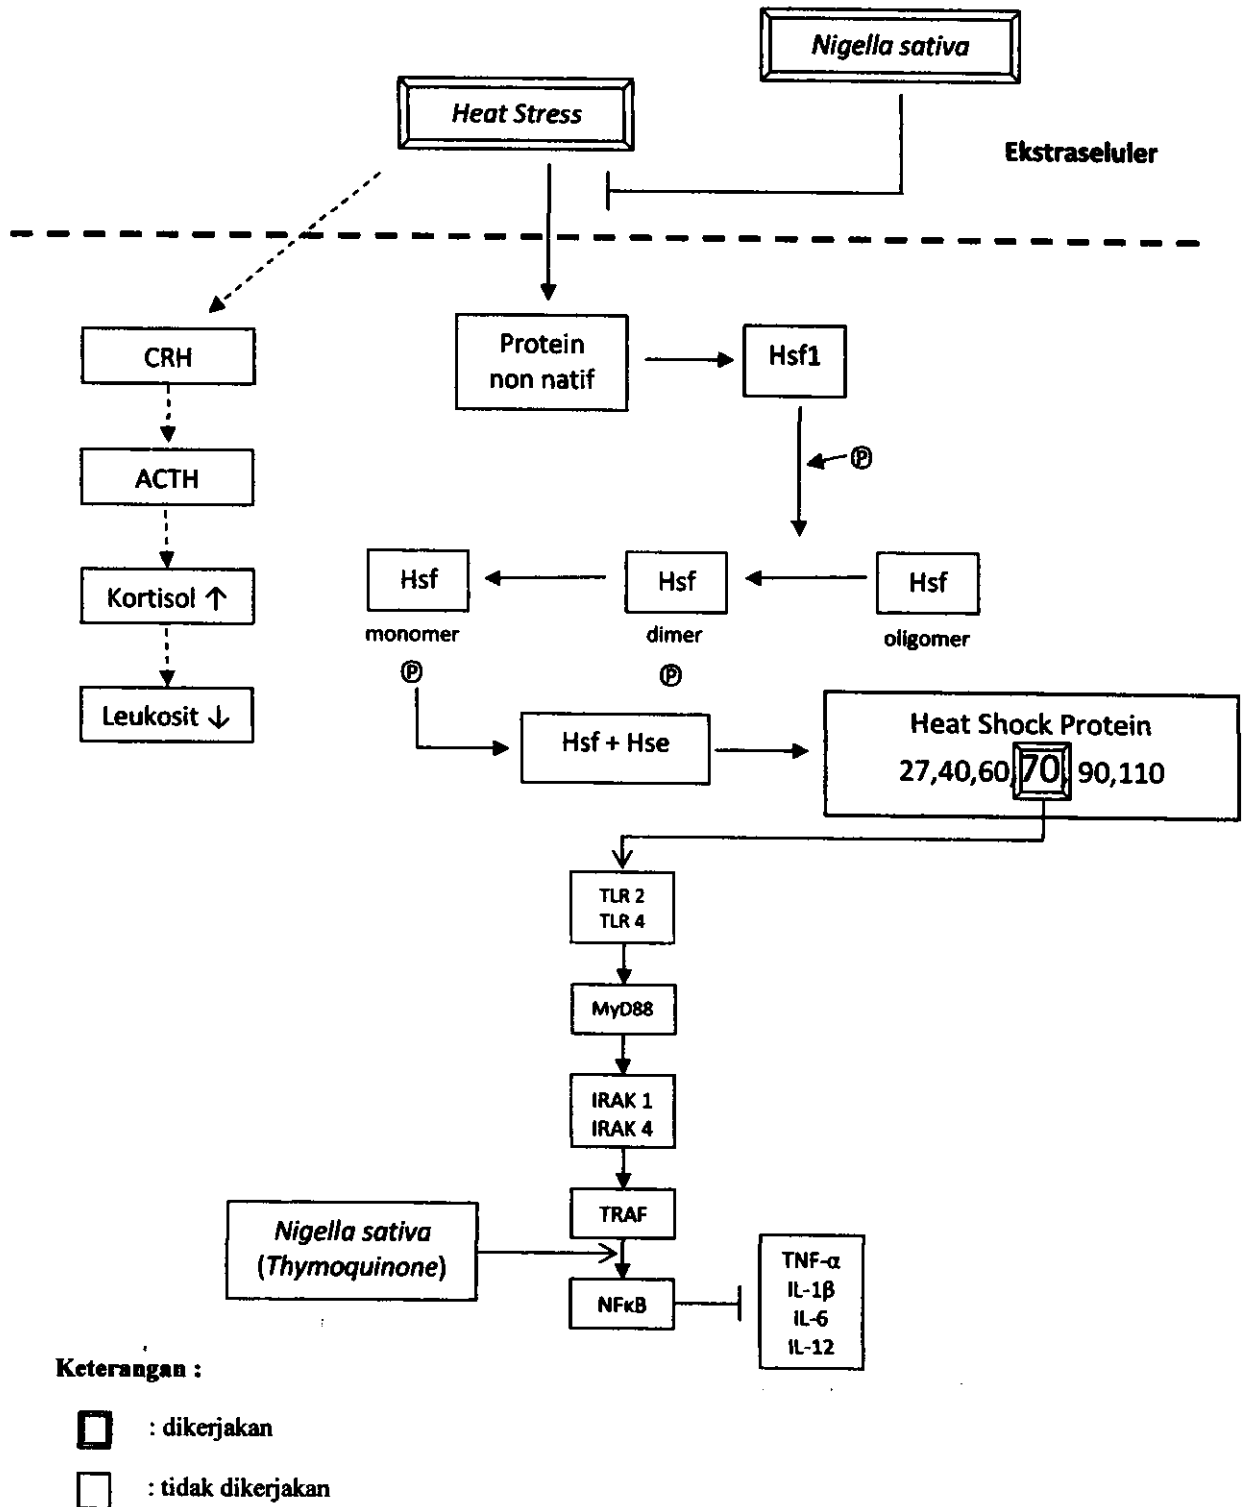 Nigella sativa
Heat Stress
Ekstraseluler
CRH
Protein
non natif
Hsf1
ACTH
P
Kortisol ↑
Hsf
Hsf
Hsf
monomer
dimer
oligomer
P
P
Leukosit ↓
Hsf + Hse
Heat Shock Protein
27,40,60,70, 90,110
TLR 2
TLR 4
MyD88
IRAK 1
IRAK 4
TRAF
Nigella sativa
(Thymoquinone)
NFκB
TNF-α
IL-1β
IL-6
IL-12
Keterangan :
: dikerjakan
: tidak dikerjakan